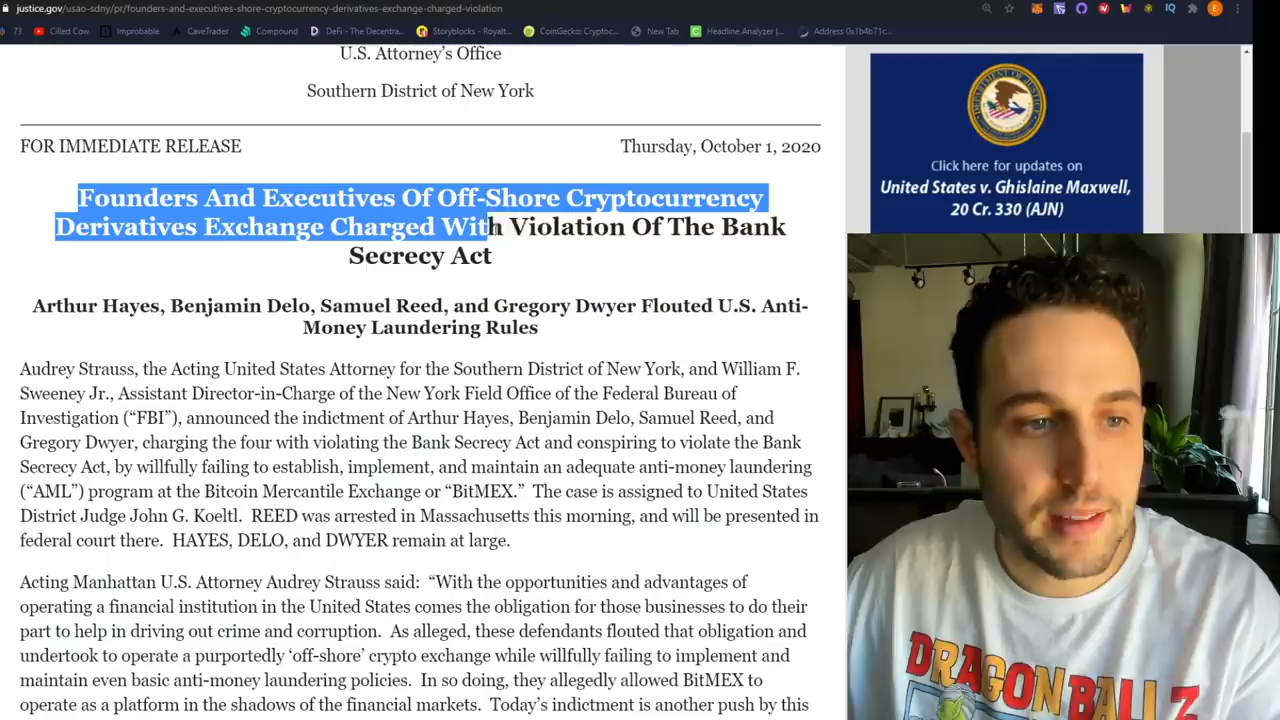 justice.gov/usao-sdny/pr/founders-and-executives-shore-cryptocurrency-derivatives-exchange-charged-violation
73 Cilled Cow Improbable CaveTrader Compound DeFi - The Decentra... Storyblocks - Royalt... CoinGecko: Cryptoc... New Tab Headline Analyzer |... Address 0x1b4b71c...
U.S. Attorney's Office
Southern District of New York
FOR IMMEDIATE RELEASE Thursday, October 1, 2020
Founders And Executives Of Off-Shore Cryptocurrency
Derivatives Exchange Charged With Violation Of The Bank
Secrecy Act
Arthur Hayes, Benjamin Delo, Samuel Reed, and Gregory Dwyer Flouted U.S. Anti-
Money Laundering Rules
Audrey Strauss, the Acting United States Attorney for the Southern District of New York, and William F.
Sweeney Jr., Assistant Director-in-Charge of the New York Field Office of the Federal Bureau of
Investigation (“FBI”), announced the indictment of Arthur Hayes, Benjamin Delo, Samuel Reed, and
Gregory Dwyer, charging the four with violating the Bank Secrecy Act and conspiring to violate the Bank
Secrecy Act, by willfully failing to establish, implement, and maintain an adequate anti-money laundering
(“AML”) program at the Bitcoin Mercantile Exchange or “BitMEX.”  The case is assigned to United States
District Judge John G. Koeltl.  REED was arrested in Massachusetts this morning, and will be presented in
federal court there.  HAYES, DELO, and DWYER remain at large.
Acting Manhattan U.S. Attorney Audrey Strauss said:  “With the opportunities and advantages of
operating a financial institution in the United States comes the obligation for those businesses to do their
part to help in driving out crime and corruption.  As alleged, these defendants flouted that obligation and
undertook to operate a purportedly ‘off-shore’ crypto exchange while willfully failing to implement and
maintain even basic anti-money laundering policies.  In so doing, they allegedly allowed BitMEX to
operate as a platform in the shadows of the financial markets.  Today’s indictment is another push by this
Click here for updates on
United States v. Ghislaine Maxwell,
20 Cr. 330 (AJN)
DRAGON BALL Z